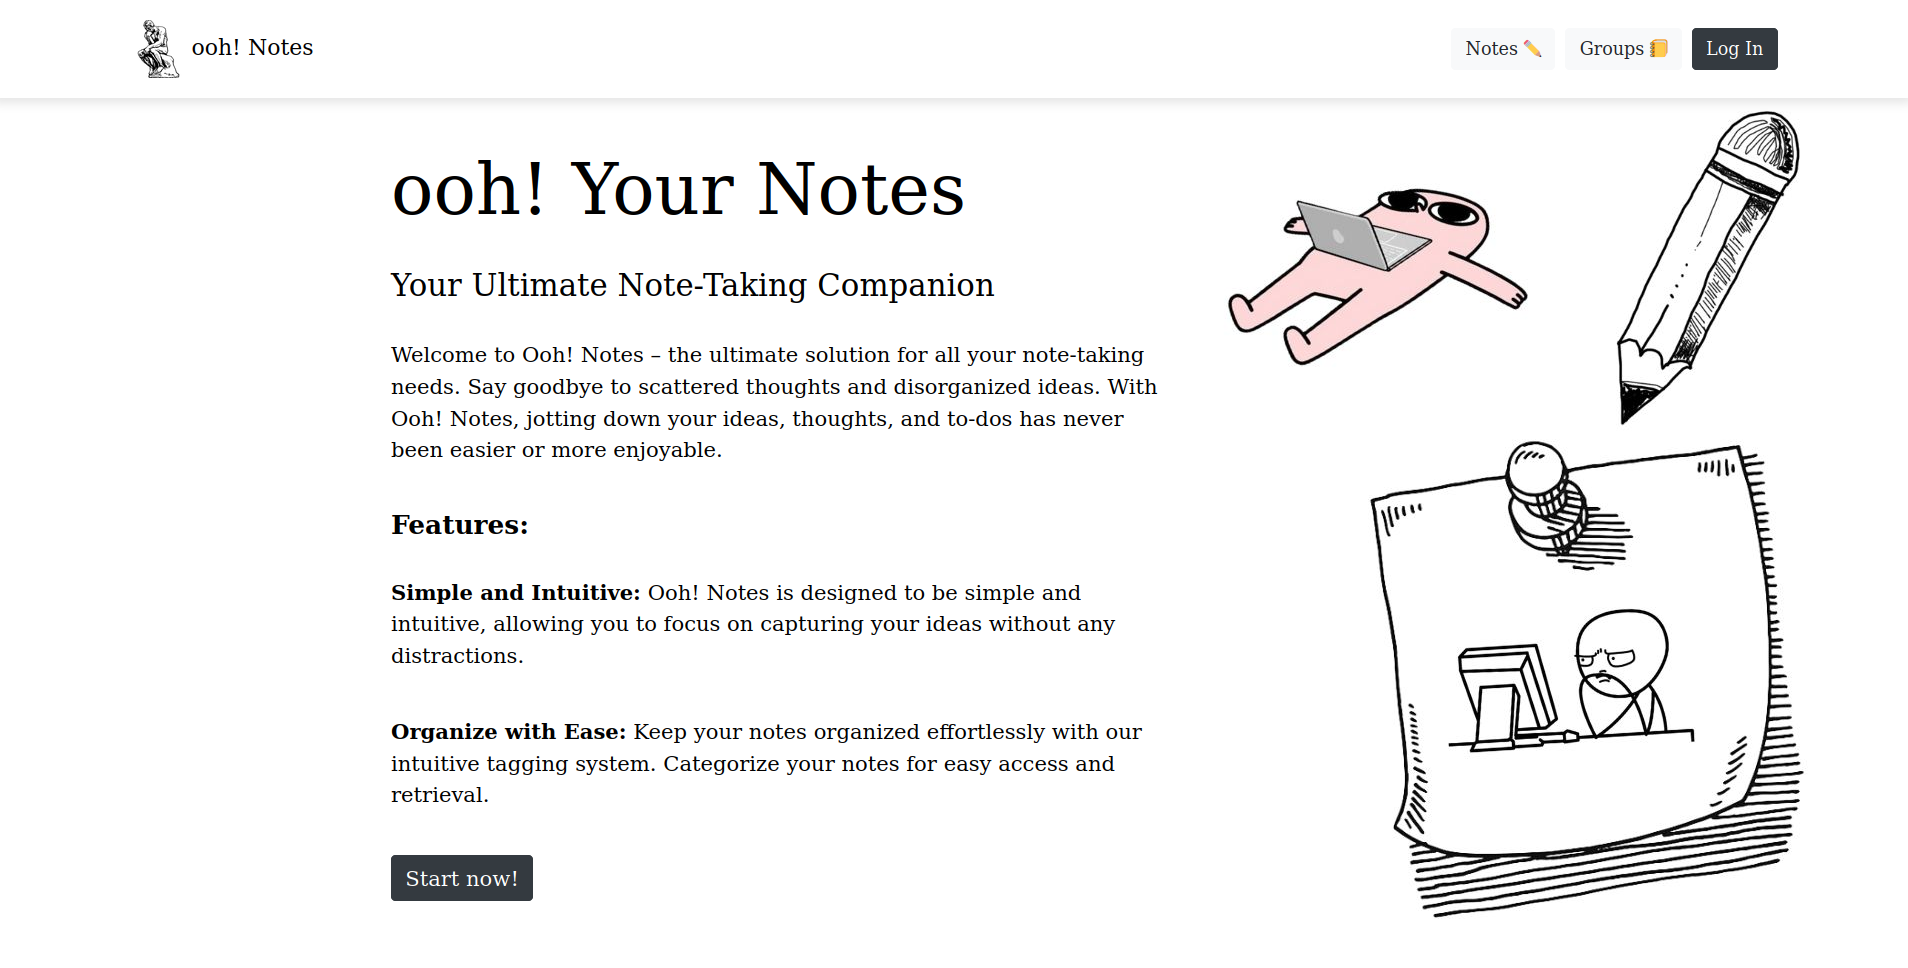 ooh! Notes
Notes ✏️
Groups 📒
Log In
ooh! Your Notes
Your Ultimate Note-Taking Companion
Welcome to Ooh! Notes – the ultimate solution for all your note-taking
needs. Say goodbye to scattered thoughts and disorganized ideas. With
Ooh! Notes, jotting down your ideas, thoughts, and to-dos has never
been easier or more enjoyable.
Features:
Simple and Intuitive: Ooh! Notes is designed to be simple and
intuitive, allowing you to focus on capturing your ideas without any
distractions.
Organize with Ease: Keep your notes organized effortlessly with our
intuitive tagging system. Categorize your notes for easy access and
retrieval.
Start now!